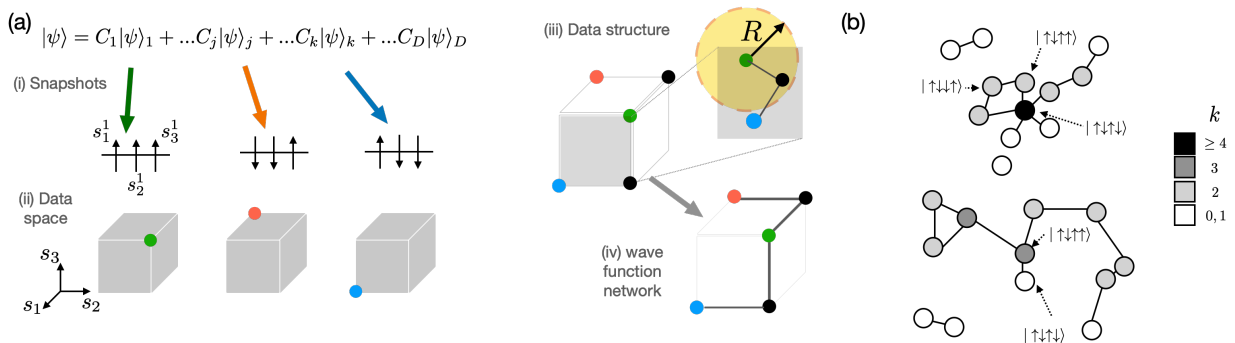 (a)
|ψ⟩ = C₁|ψ⟩₁ + ...Cⱼ|ψ⟩ⱼ + ...Cₖ|ψ⟩ₖ + ...C_D|ψ⟩_D
(i) Snapshots
s₁¹ s₃¹
s₂¹
(ii) Data
space
s₃
s₁ s₂
(iii) Data structure
R
(iv) wave
function
network
(b)
|↑↓↑↑⟩
|↑↓↓↑⟩
|↑↓↑↓⟩
k
≥ 4
3
2
0, 1
|↑↓↑↑⟩
|↑↓↑↓⟩